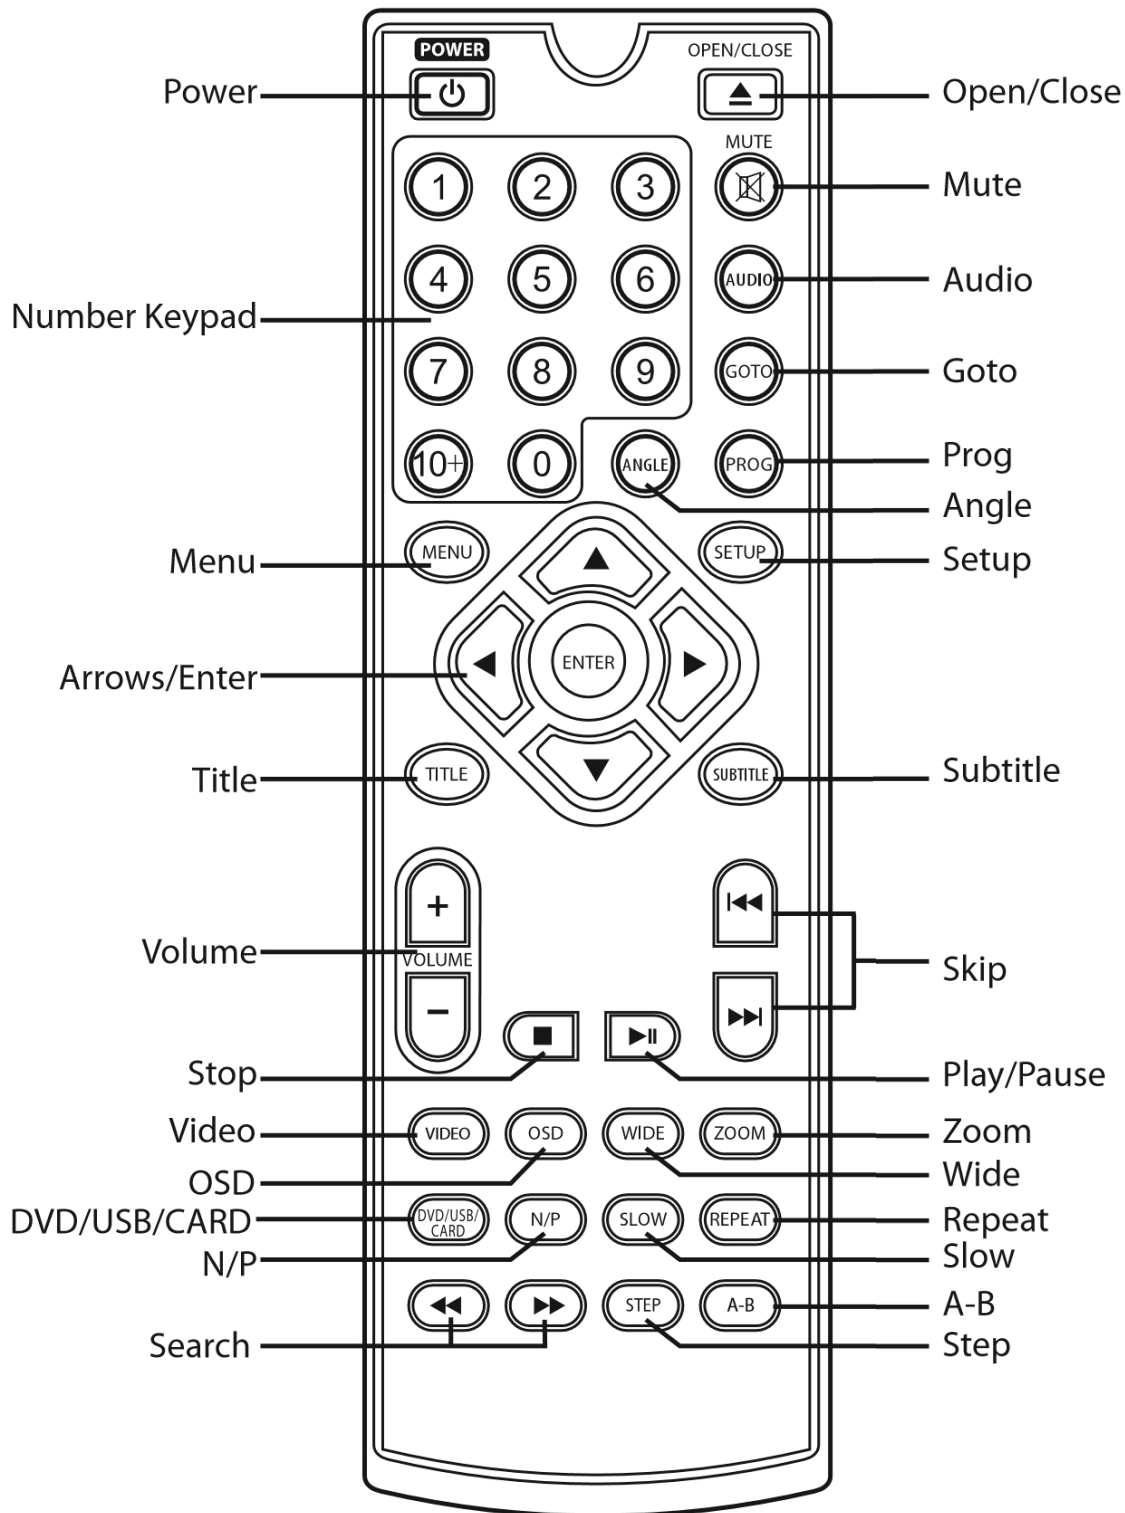 POWER
OPEN/CLOSE
Power
Open/Close
MUTE
1 2 3
Mute
4 5 6 AUDIO
Audio
Number Keypad
7 8 9 GOTO
Goto
10+ 0 ANGLE PROG
Prog
Angle
MENU SETUP
Menu
Setup
ENTER
Arrows/Enter
TITLE SUBTITLE
Title
Subtitle
+
Volume
VOLUME
Skip
−
Stop
Play/Pause
Video
VIDEO OSD WIDE ZOOM
Zoom
OSD
Wide
DVD/USB/CARD
DVD/USB/
CARD
N/P SLOW REPEAT
Repeat
N/P
Slow
STEP A-B
A-B
Search
Step